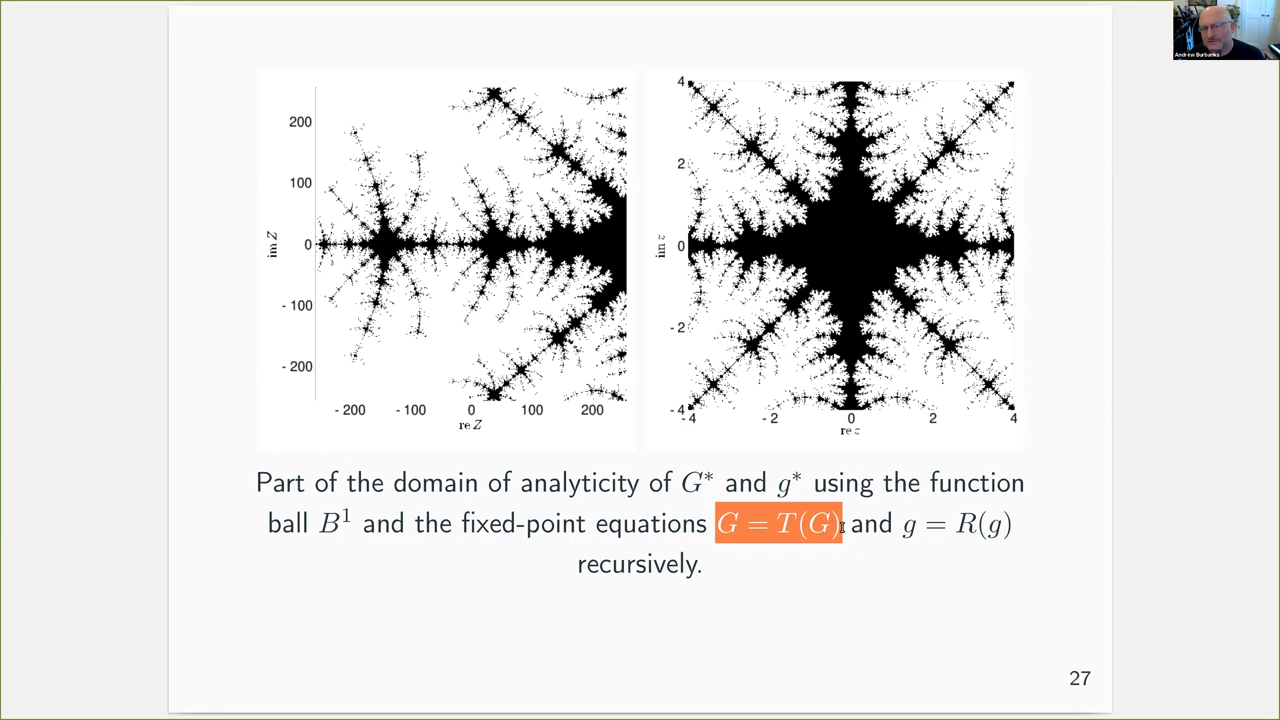 Andrew Burbanks
200
100
0
- 100
- 200
im Z
- 200
- 100
0
100
200
re Z
4
2
0
- 2
- 4
im z
- 4
- 2
0
2
4
re z
Part of the domain of analyticity of G* and g* using the function
ball B¹ and the fixed-point equations G = T(G) and g = R(g)
recursively.
27